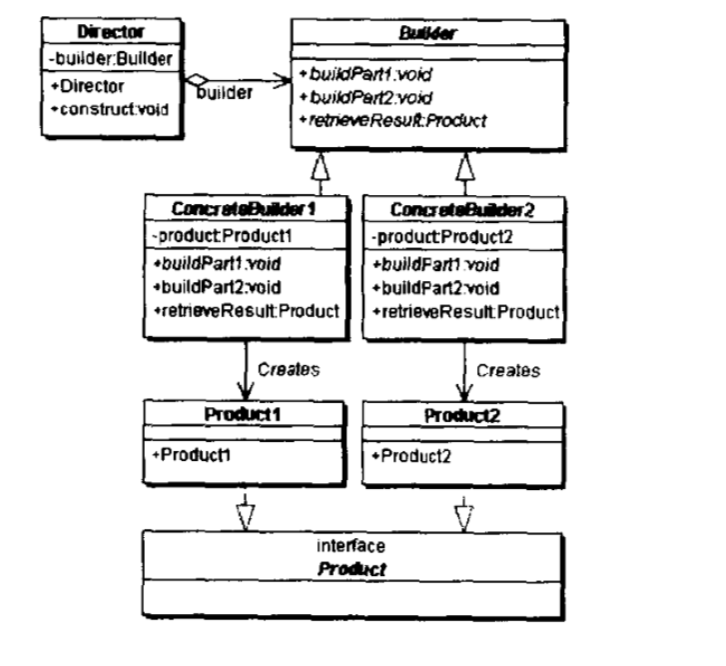 Director
-builder:Builder
+Director
+construct:void
builder
Builder
+buildPart1:void
+buildPart2:void
+retrieveResult:Product
ConcreteBuilder1
-product:Product1
+buildPart1:void
+buildPart2:void
+retrieveResult:Product
ConcreteBuilder2
-product:Product2
+buildPart1:void
+buildPart2:void
+retrieveResult:Product
Creates
Creates
Product1
+Product1
Product2
+Product2
interface
Product